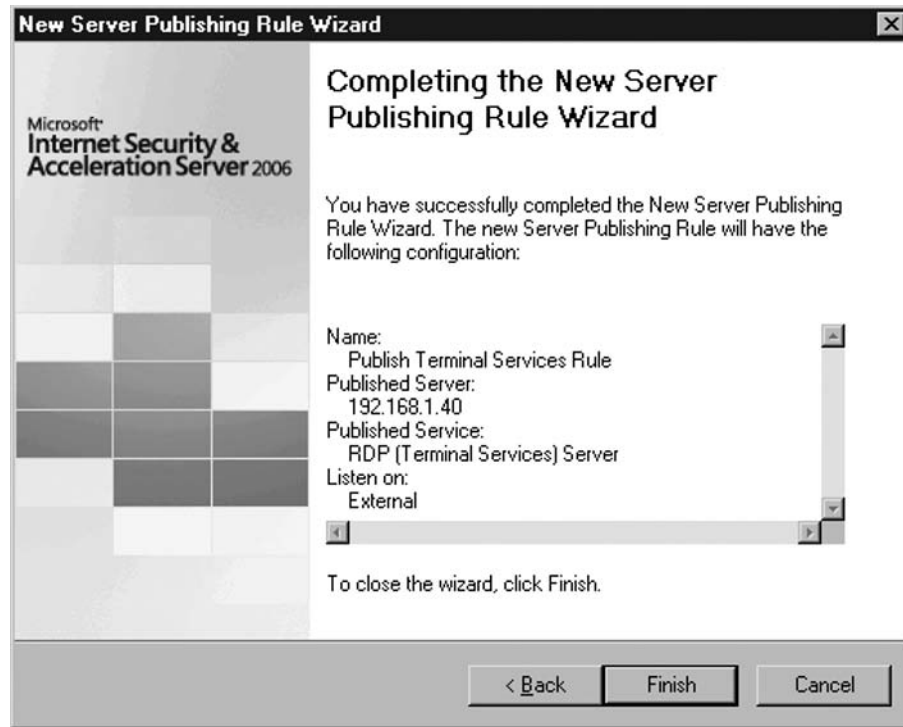 New Server Publishing Rule Wizard
Microsoft
Internet Security &
Acceleration Server 2006
Completing the New Server
Publishing Rule Wizard
You have successfully completed the New Server Publishing
Rule Wizard. The new Server Publishing Rule will have the
following configuration:
Name:
Publish Terminal Services Rule
Published Server:
192.168.1.40
Published Service:
RDP (Terminal Services) Server
Listen on:
External
To close the wizard, click Finish.
< Back
Finish
Cancel